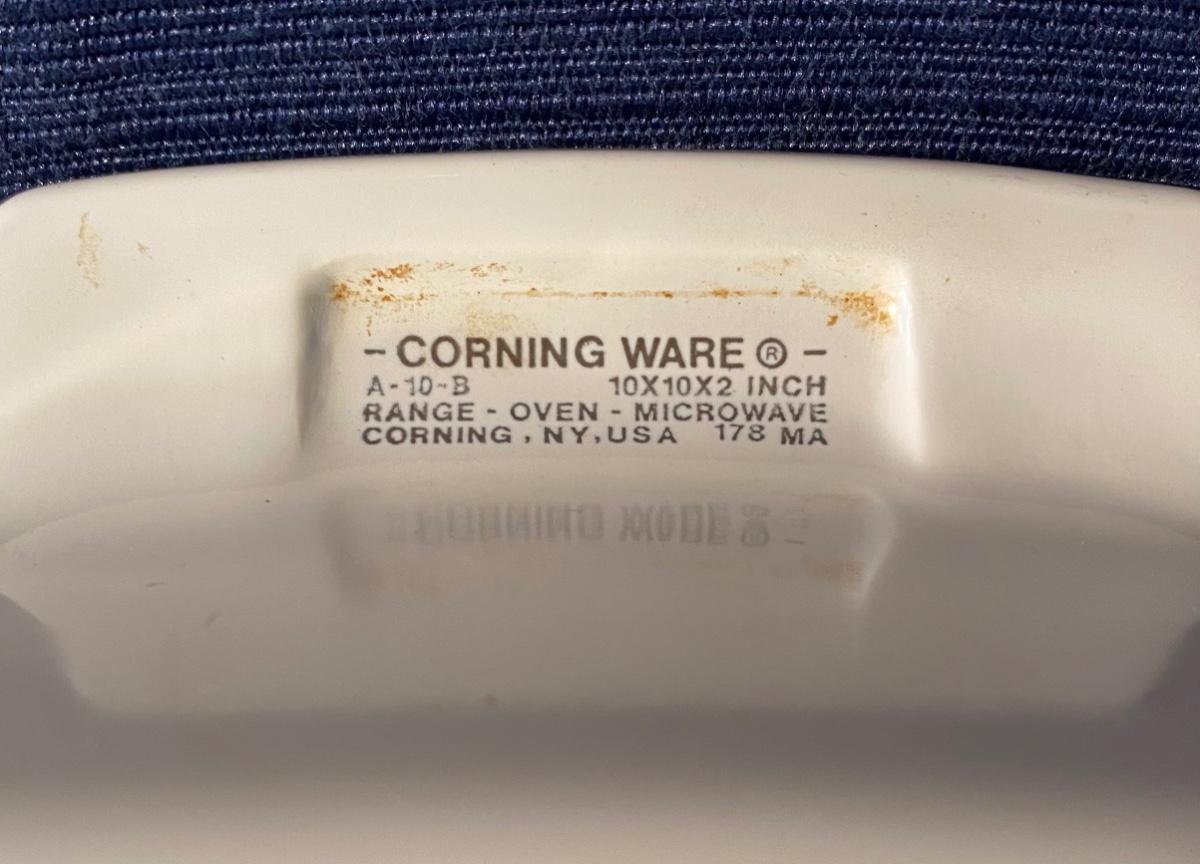 - CORNING WARE ® -
A-10-B 10X10X2 INCH
RANGE - OVEN - MICROWAVE
CORNING, NY, USA 178 MA